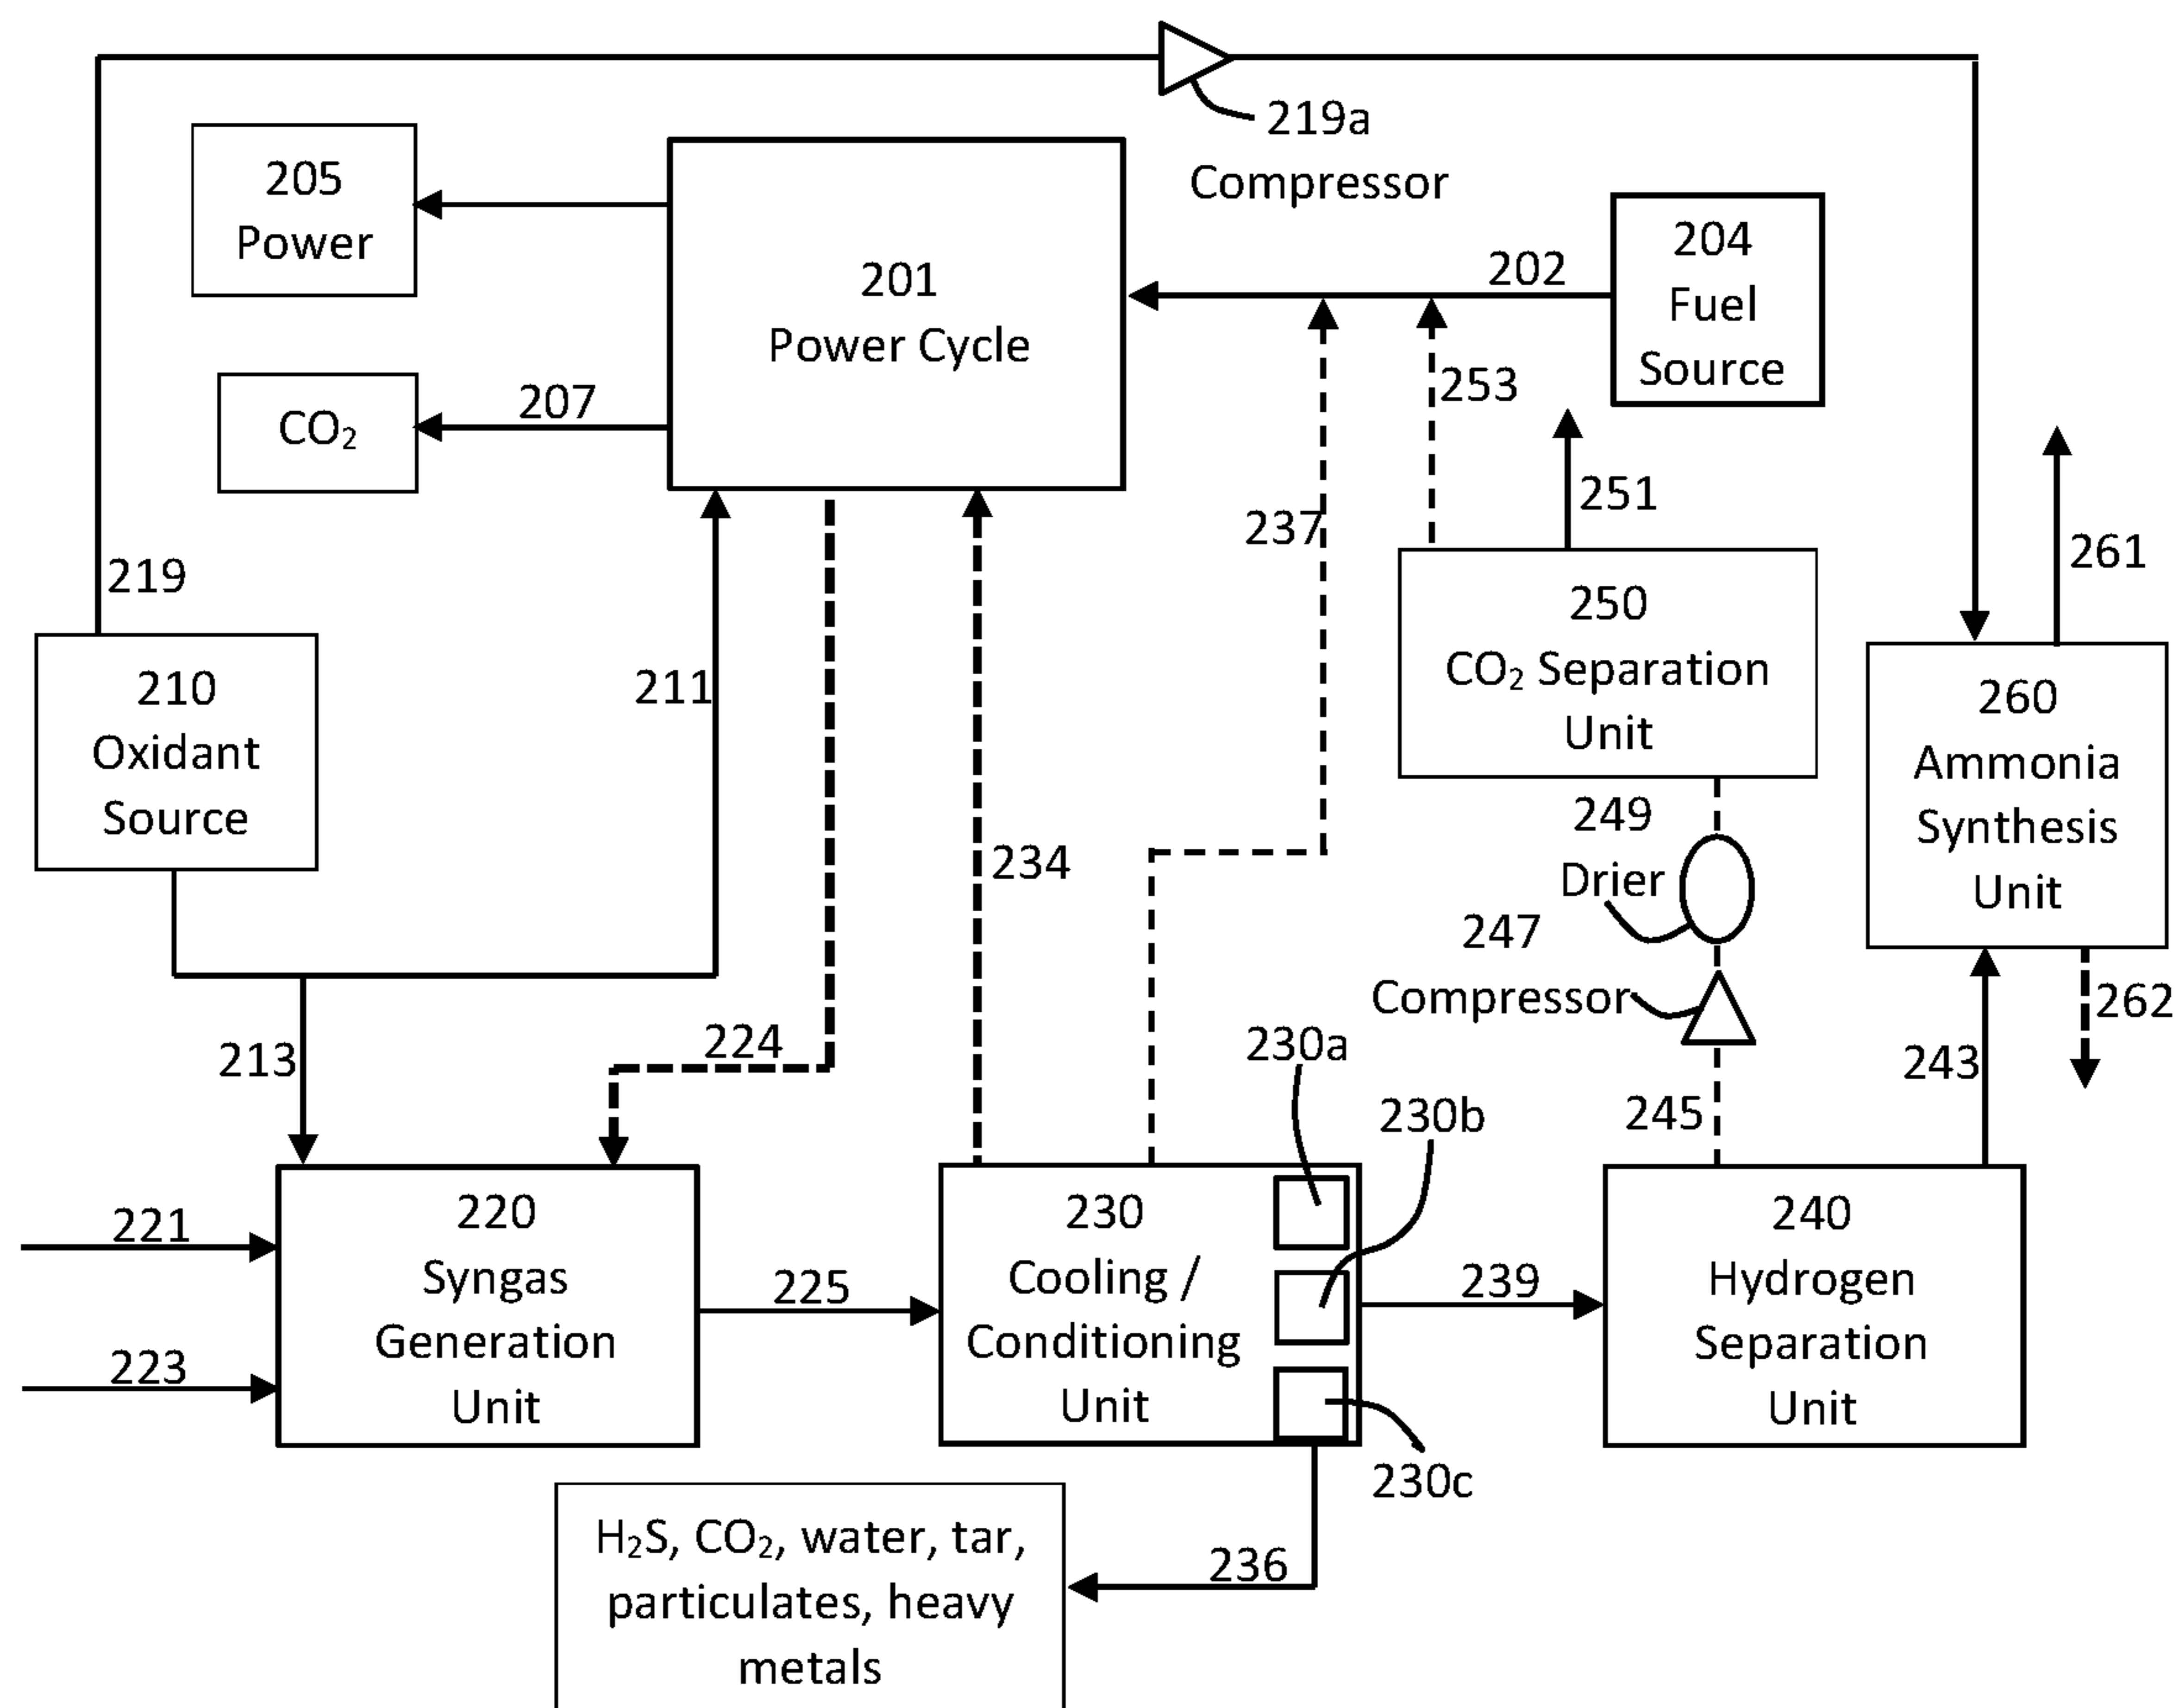 219a
Compressor
205
Power
201
Power Cycle
202
204
Fuel
Source
CO₂
207
253
237
251
261
219
210
Oxidant
Source
211
234
250
CO₂ Separation
Unit
260
Ammonia
Synthesis
Unit
249
Drier
247
Compressor
262
213
224
230a
230b
245
243
221
223
220
Syngas
Generation
Unit
225
230
Cooling /
Conditioning
Unit
239
240
Hydrogen
Separation
Unit
230c
236
H₂S, CO₂, water, tar,
particulates, heavy
metals